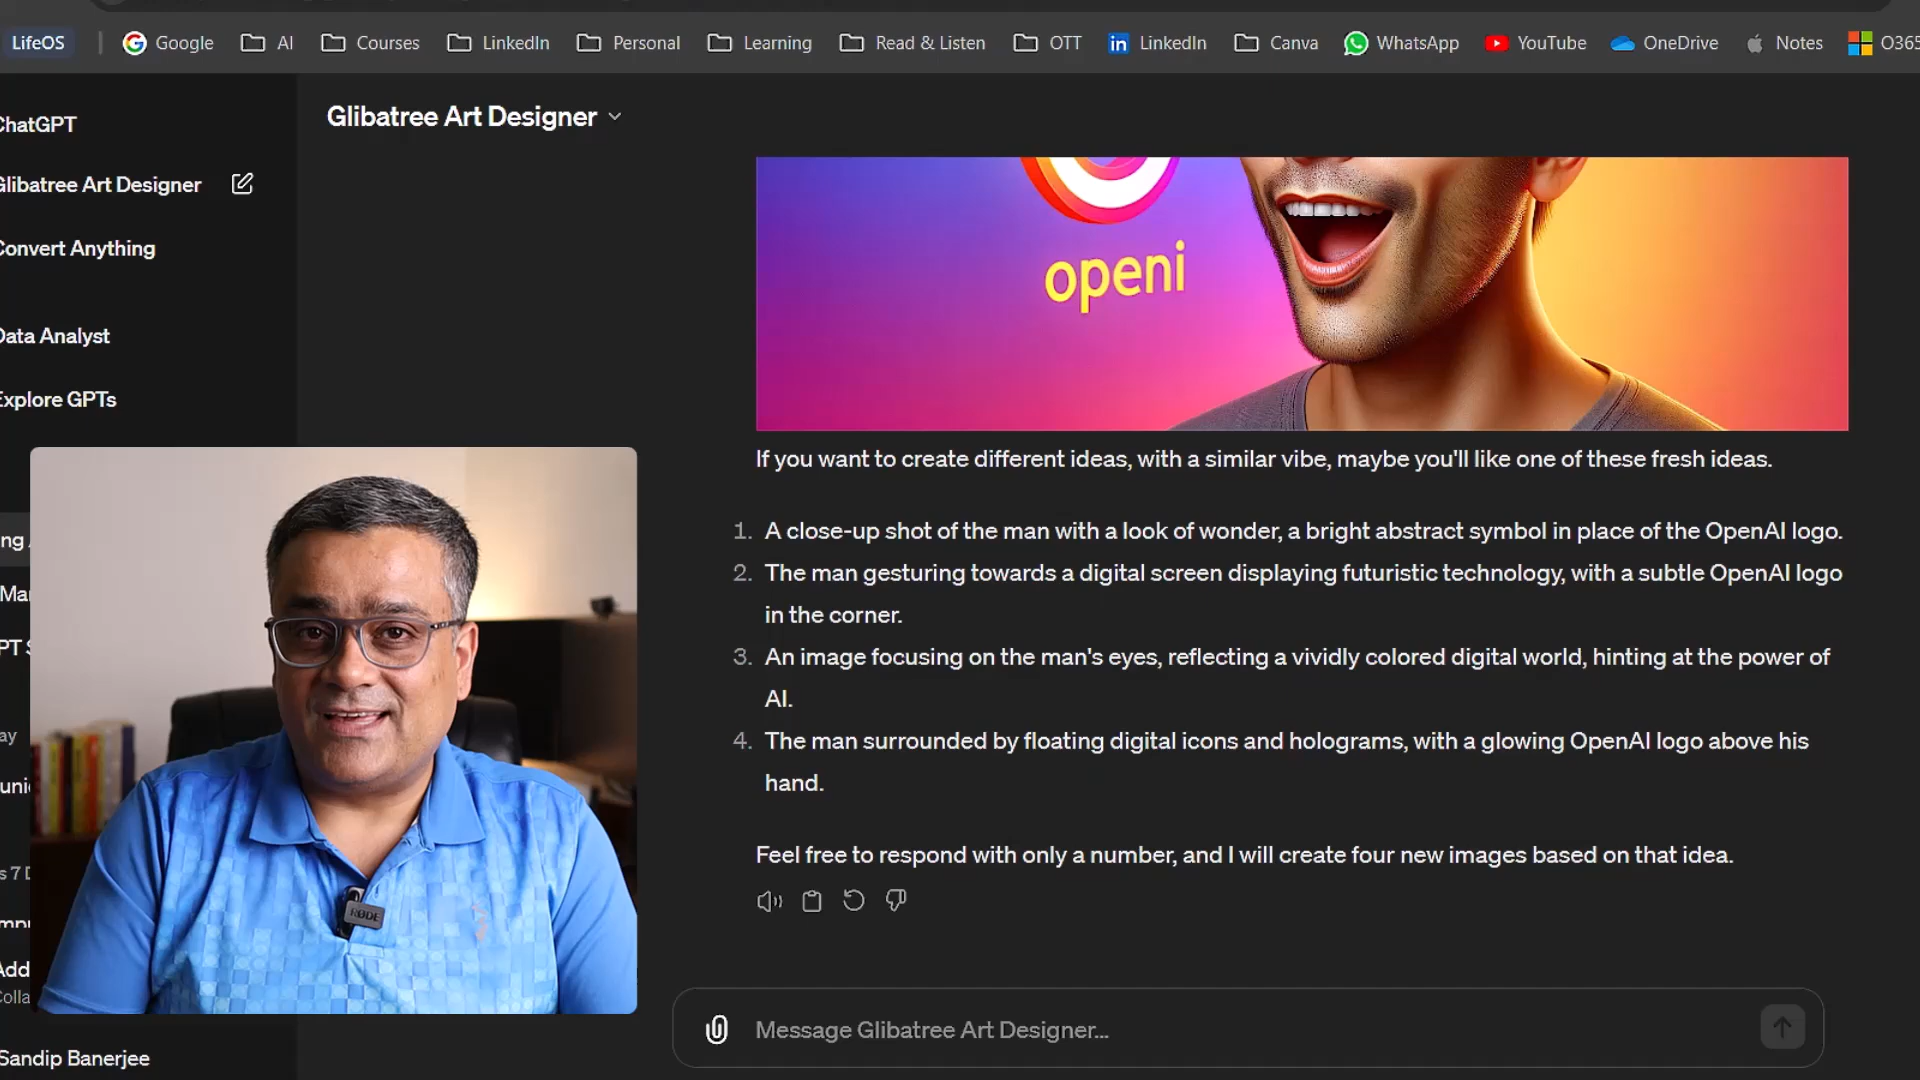 LifeOS
Google
AI
Courses
LinkedIn
Personal
Learning
Read & Listen
OTT
LinkedIn
Canva
WhatsApp
YouTube
OneDrive
Notes
O365
ChatGPT
Glibatree Art Designer
Glibatree Art Designer
Convert Anything
Data Analyst
Explore GPTs
openi
If you want to create different ideas, with a similar vibe, maybe you'll like one of these fresh ideas.
1. A close-up shot of the man with a look of wonder, a bright abstract symbol in place of the OpenAI logo.
2. The man gesturing towards a digital screen displaying futuristic technology, with a subtle OpenAI logo
in the corner.
3. An image focusing on the man's eyes, reflecting a vividly colored digital world, hinting at the power of
AI.
4. The man surrounded by floating digital icons and holograms, with a glowing OpenAI logo above his
hand.
Feel free to respond with only a number, and I will create four new images based on that idea.
Message Glibatree Art Designer...
RØDE
Add
Sandip Banerjee